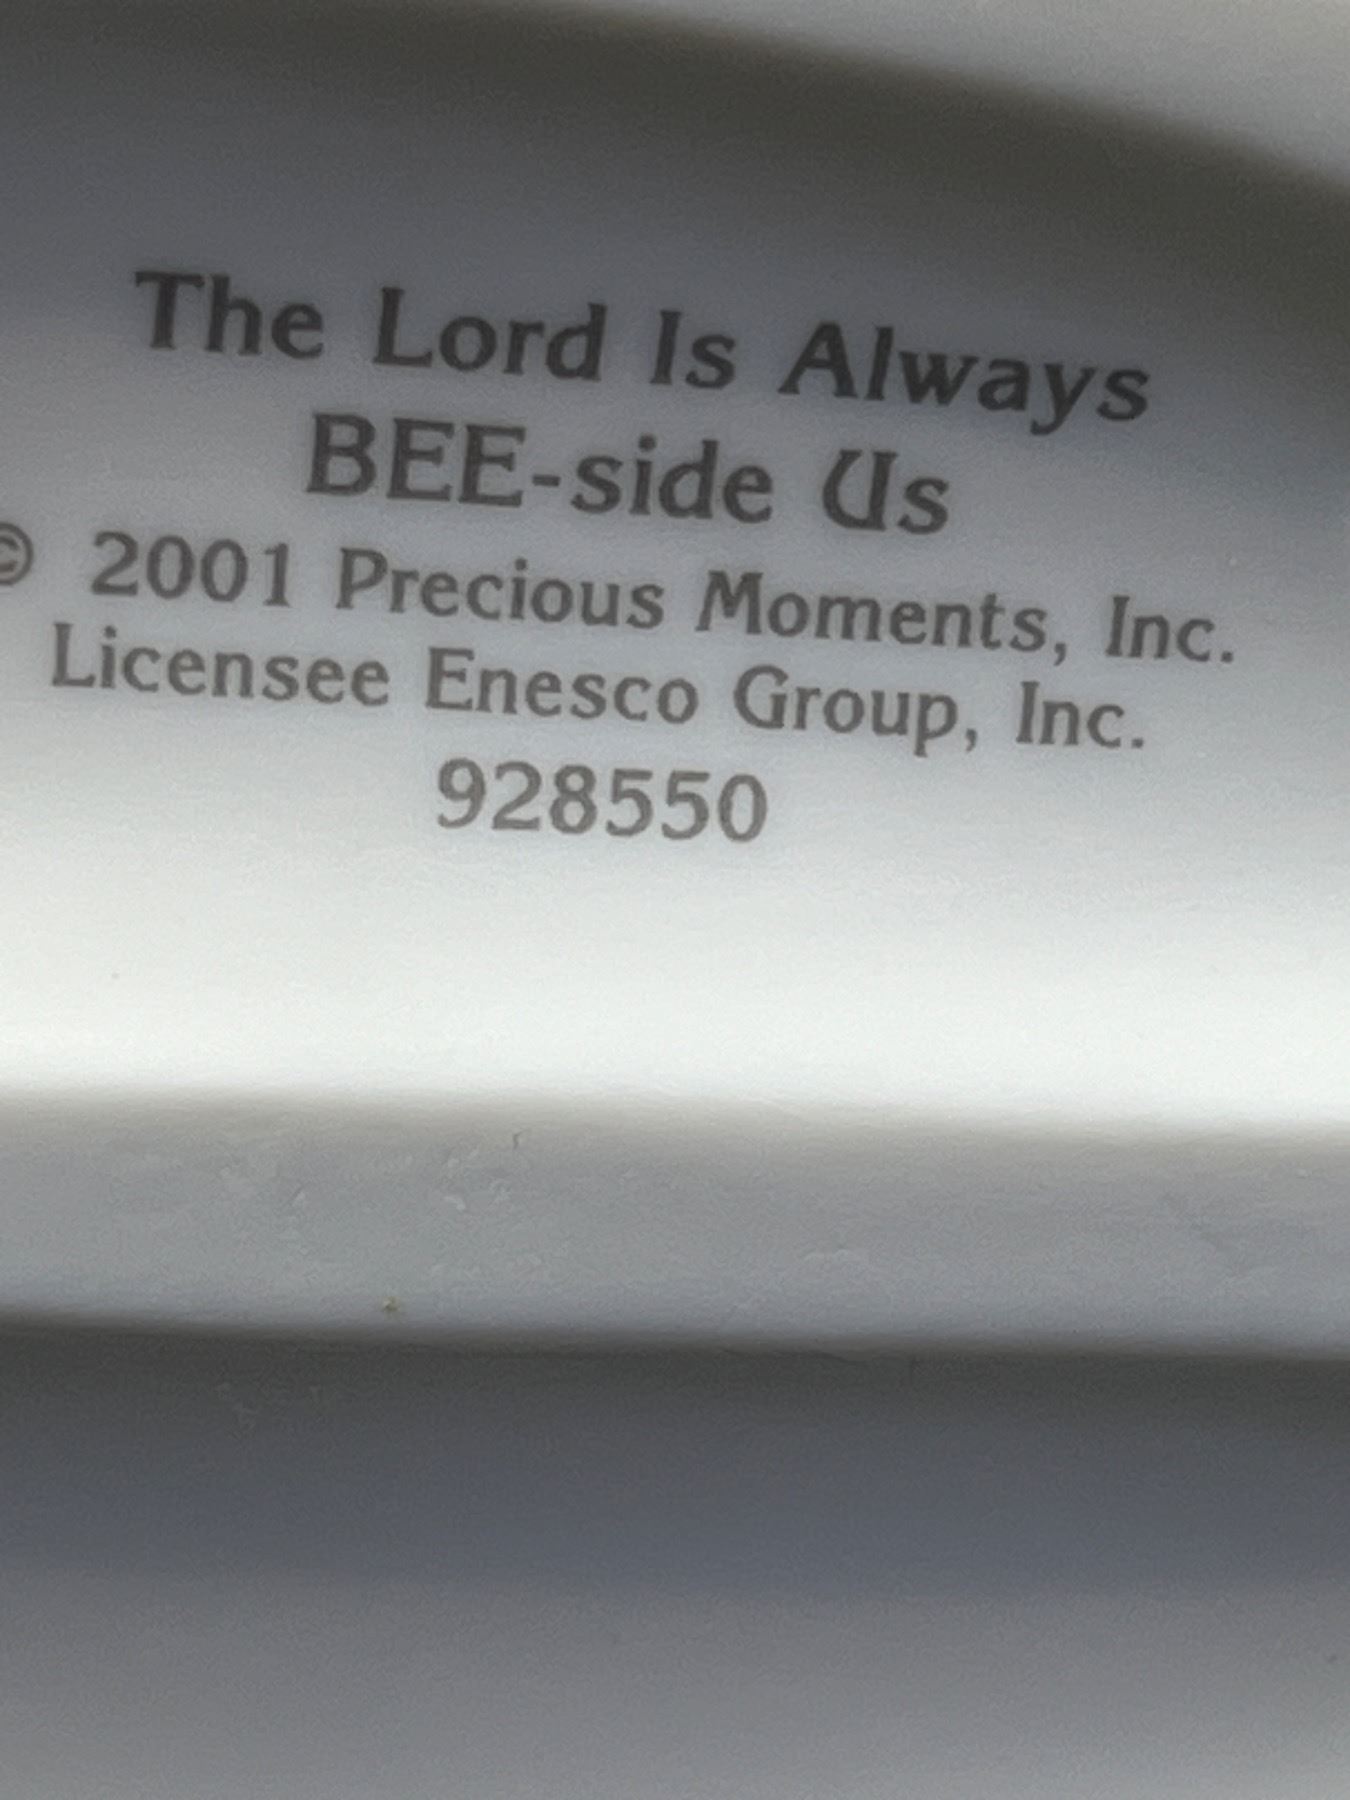 The Lord Is Always
BEE-side Us
© 2001 Precious Moments, Inc.
Licensee Enesco Group, Inc.
928550